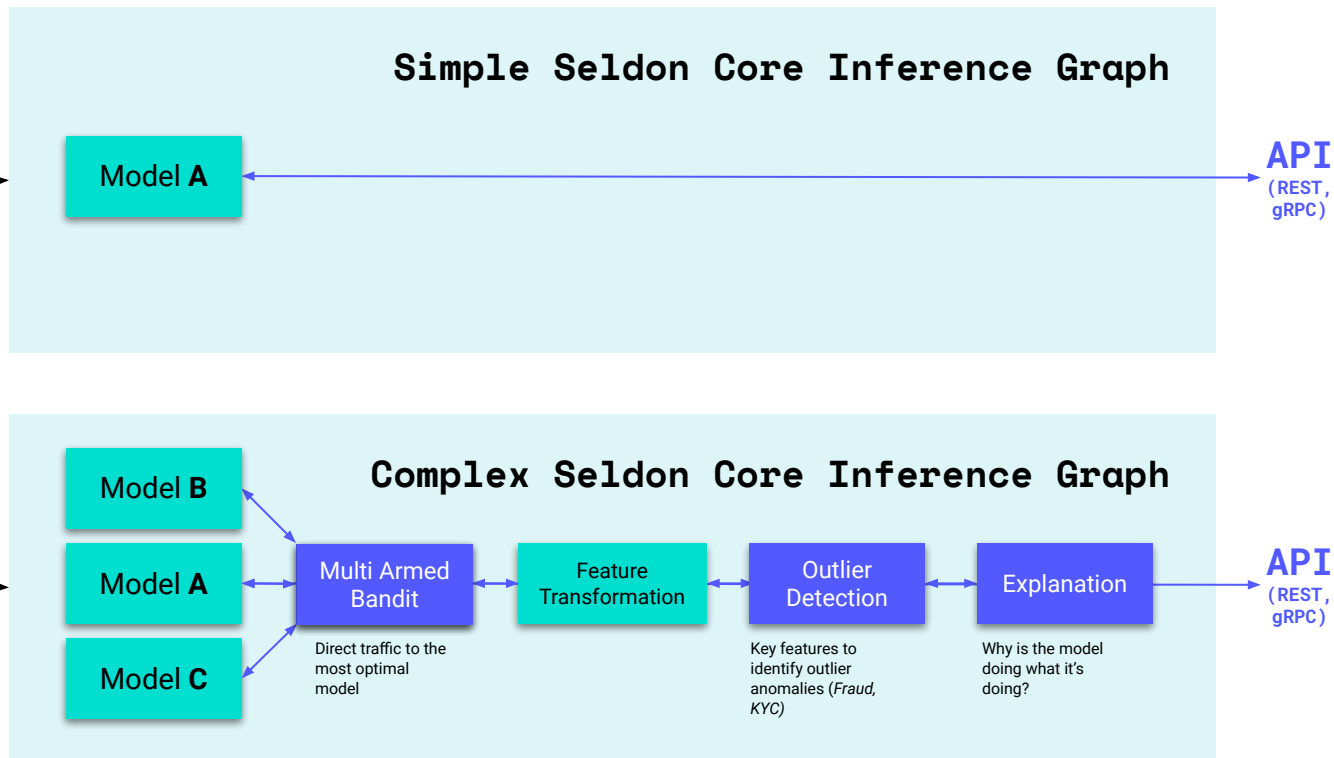 Simple Seldon Core Inference Graph
Model A
API
(REST,
gRPC)
Complex Seldon Core Inference Graph
Model B
Model A
Model C
Multi Armed
Bandit
Direct traffic to the
most optimal
model
Feature
Transformation
Outlier
Detection
Key features to
identify outlier
anomalies (Fraud,
KYC)
Explanation
Why is the model
doing what it's
doing?
API
(REST,
gRPC)